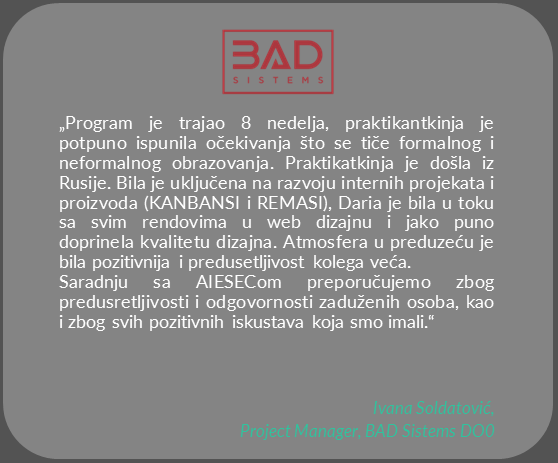 BAD
SISTEMS
„Program je trajao 8 nedelja, praktikantkinja je
potpuno ispunila očekivanja što se tiče formalnog i
neformalnog obrazovanja. Praktikatkinja je došla iz
Rusije. Bila je uključena na razvoju internih projekata i
proizvoda (KANBANSI i REMASI), Daria je bila u toku
sa svim rendovima u web dizajnu i jako puno
doprinela kvalitetu dizajna. Atmosfera u preduzeću je
bila pozitivnija i predusetljivost kolega veća.
Saradnju sa AIESECom preporučujemo zbog
predusretljivosti i odgovornosti zaduženih osoba, kao
i zbog svih pozitivnih iskustava koja smo imali.“
Ivana Soldatović,
Project Manager, BAD Sistems DO0